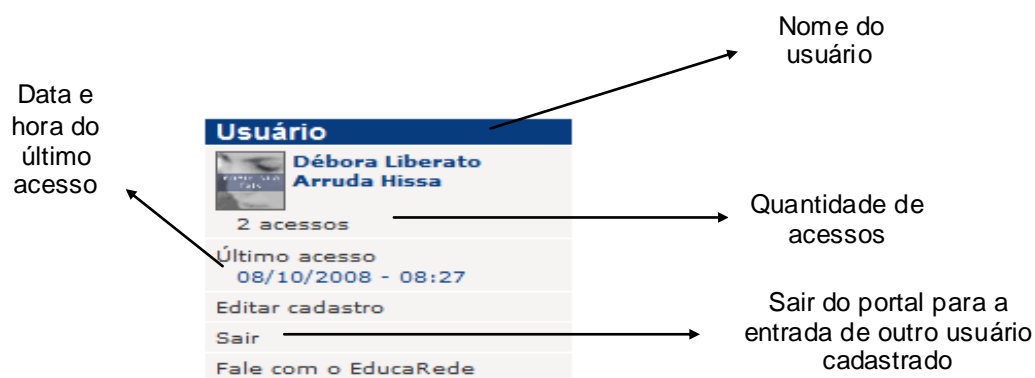 Nome do
usuário
Data e
hora do
último
acesso
Usuário
Débora Liberato
Arruda Hissa
2 acessos
Quantidade de
acessos
Último acesso
08/10/2008 - 08:27
Editar cadastro
Sair
Sair do portal para a
entrada de outro usuário
cadastrado
Fale com o EducaRede